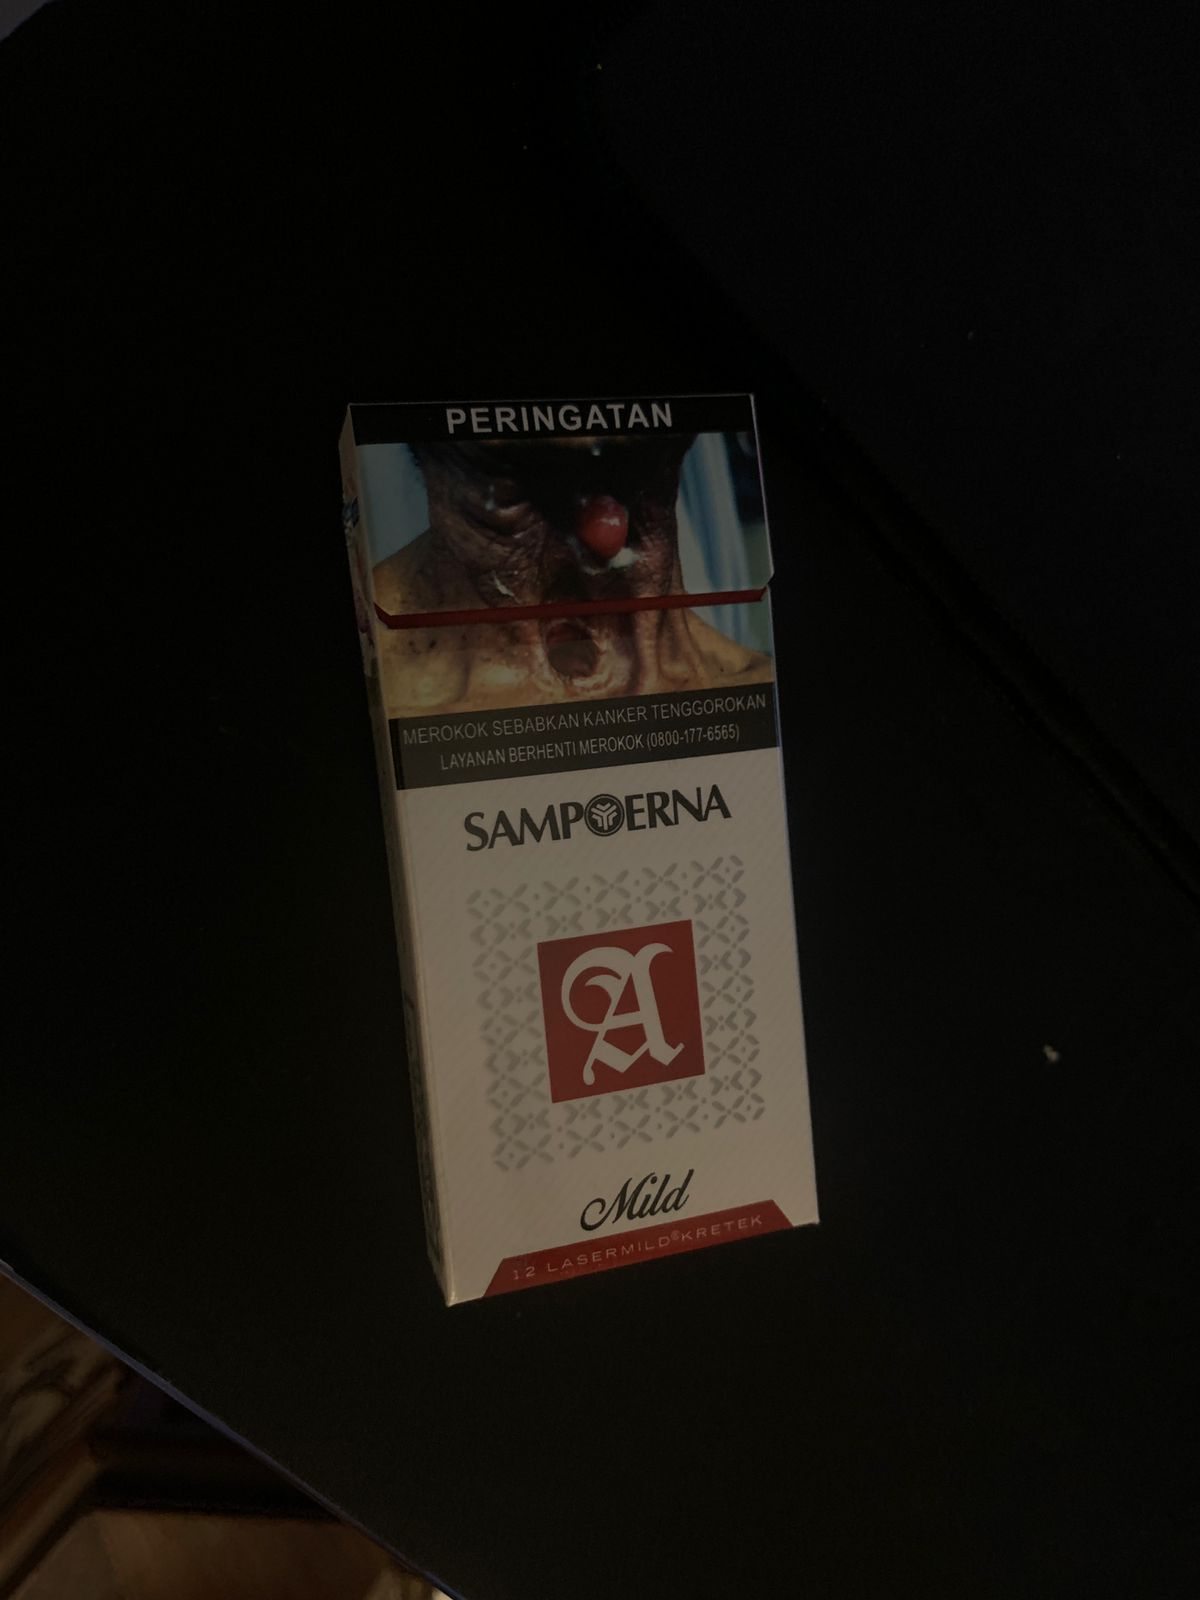 PERINGATAN
MEROKOK SEBABKAN KANKER TENGGOROKAN
LAYANAN BERHENTI MEROKOK (0800-177-6565)
SAMPOERNA
A
Mild
12 LASERMILD® KRETEK